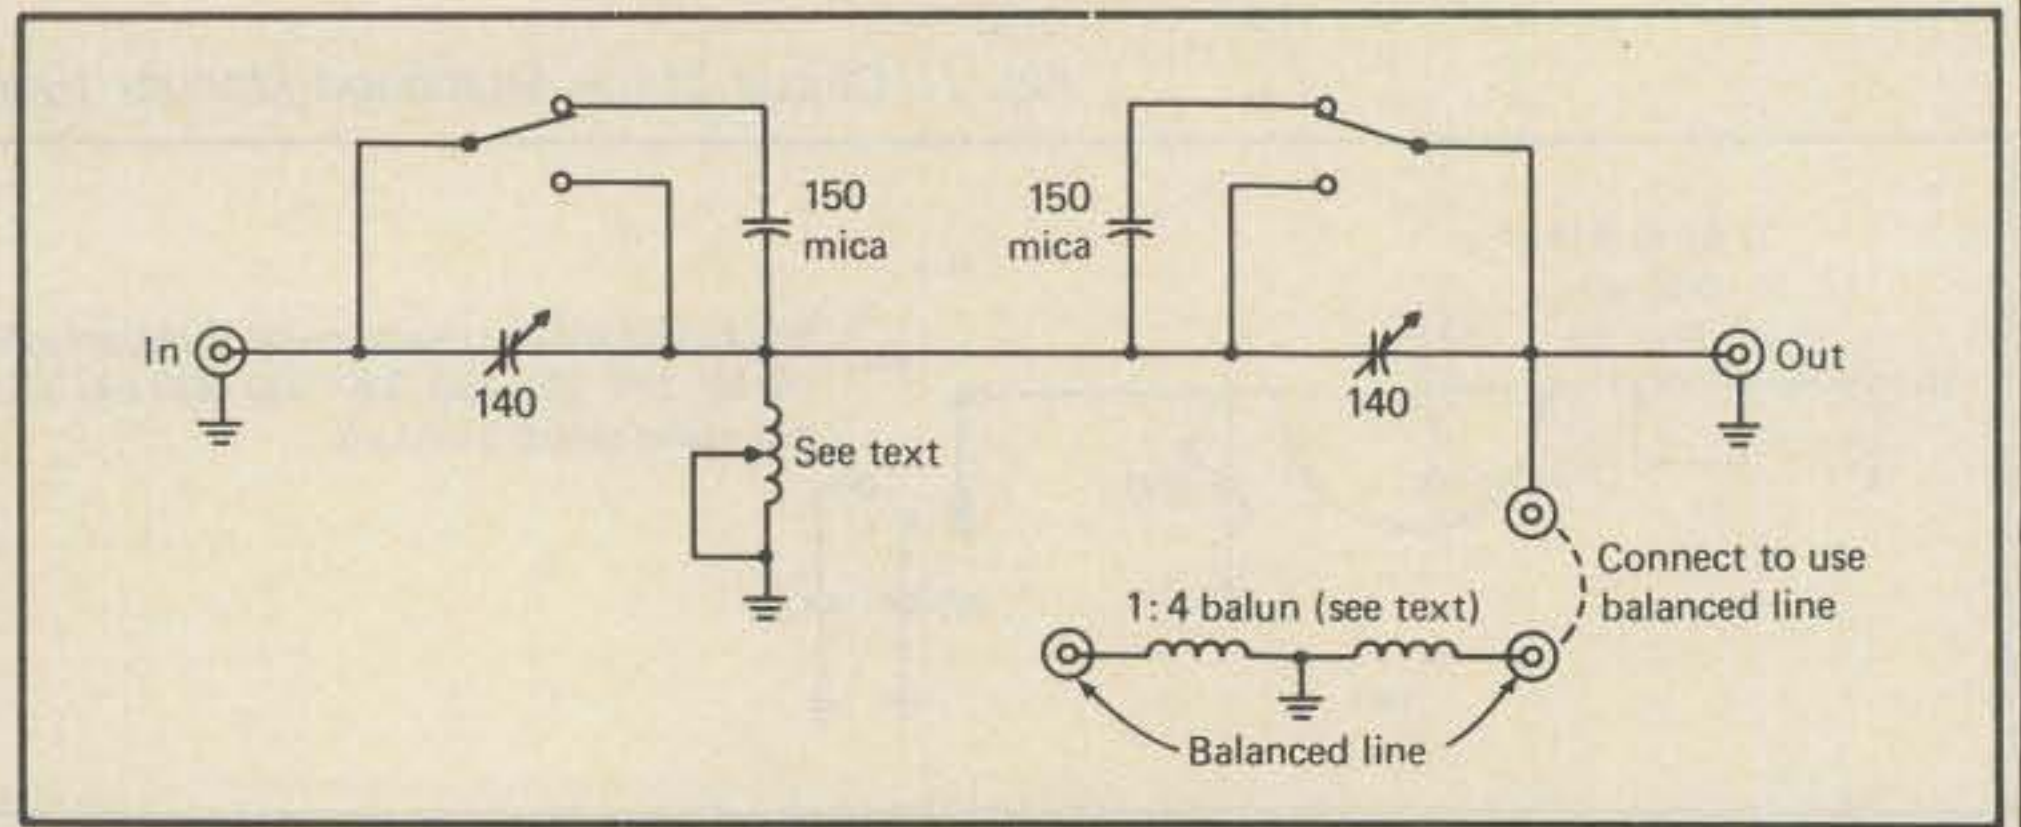 150
mica
150
mica
In
140
140
Out
See text
Connect to use
balanced line
1:4 balun (see text)
Balanced line